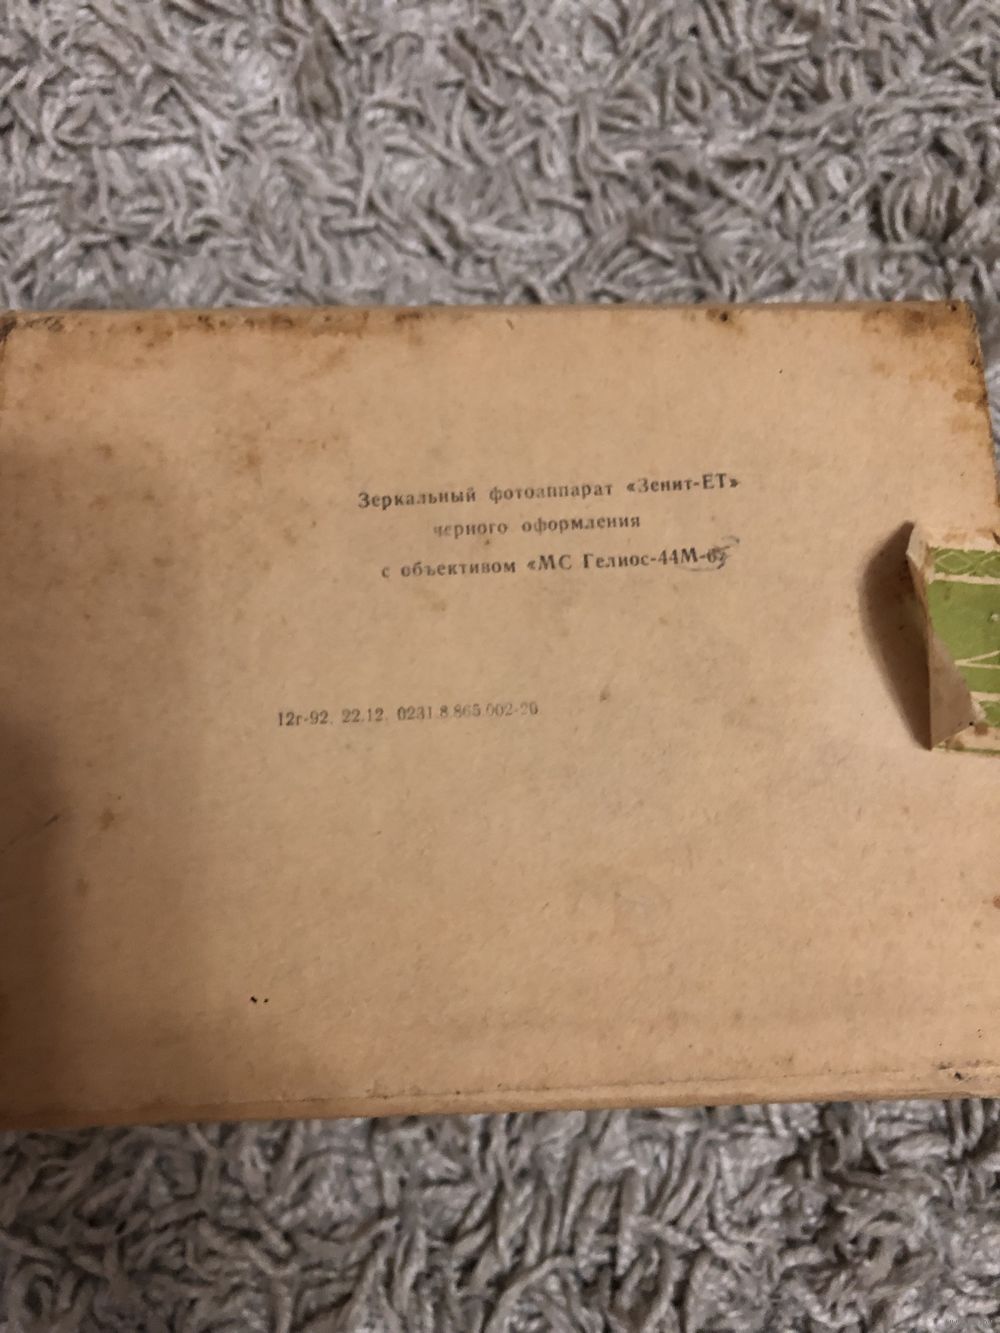 Зеркальный фотоаппарат «Зенит-ЕТ»
черного оформления
с объективом «МС Гелиос-44М-
12г-92. 22.12. 0231.8.865.002-20